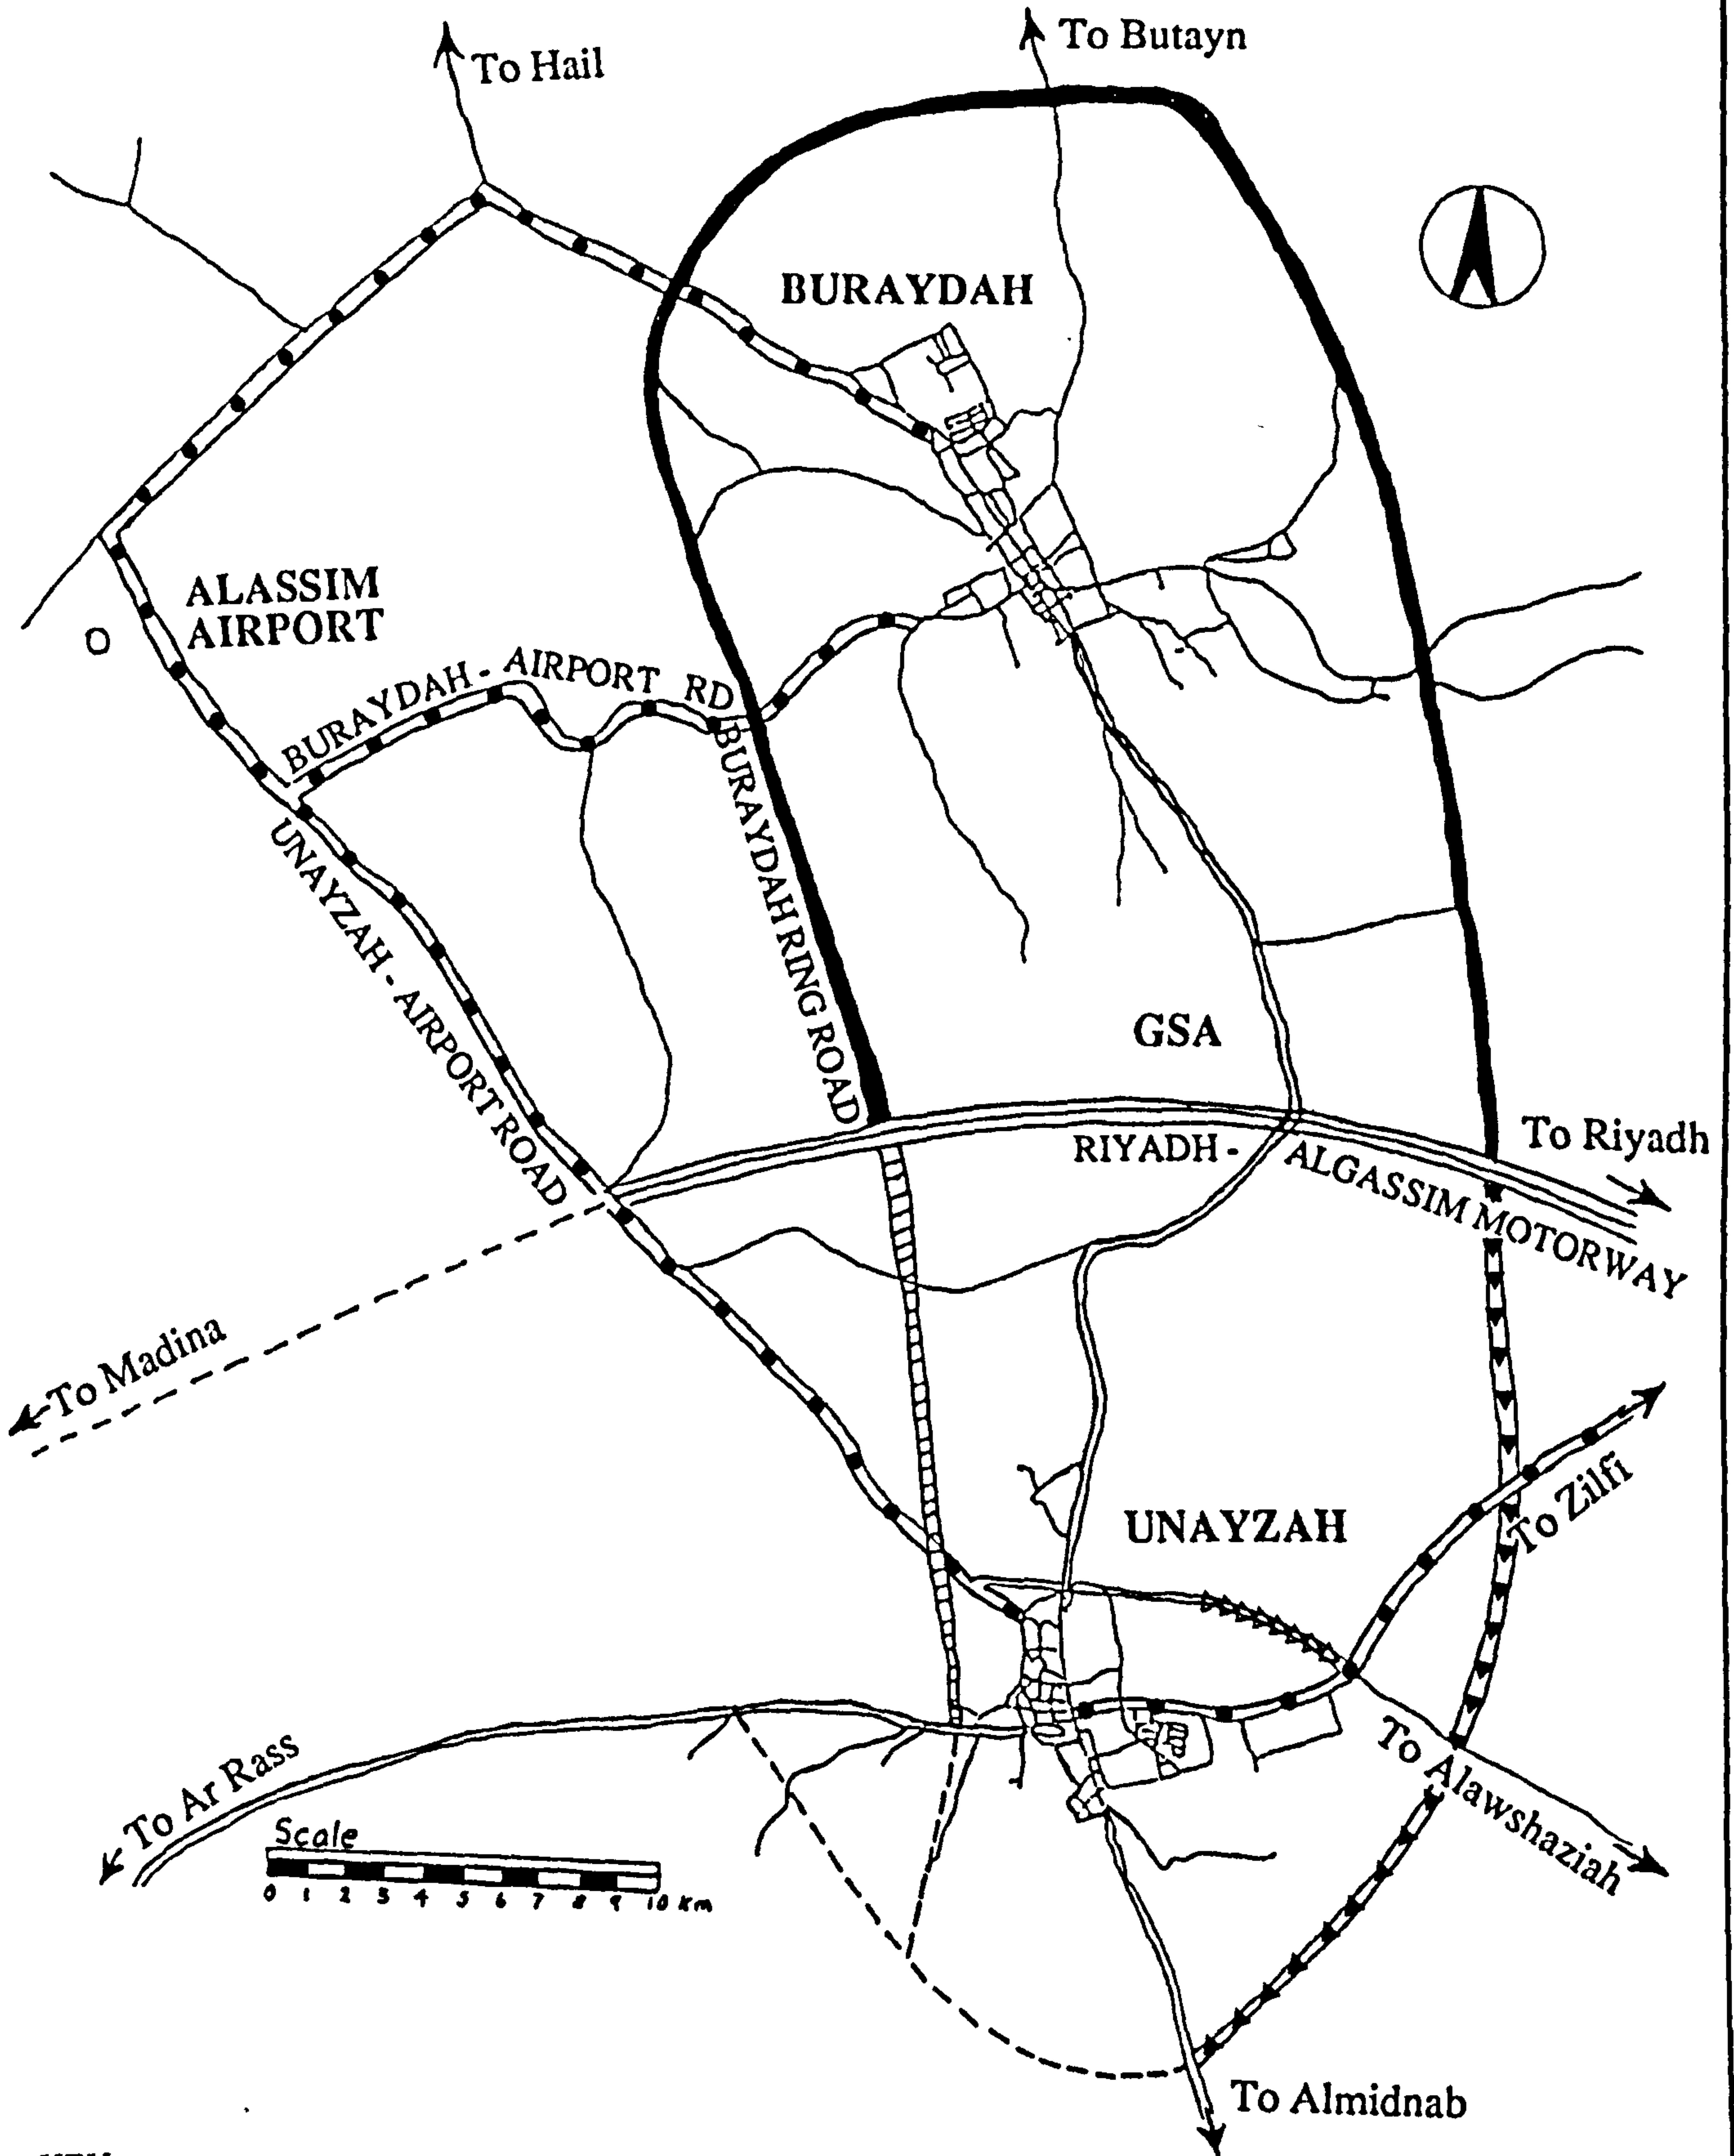 To Hail
To Butayn
BURAYDAH
ALASSIM
AIRPORT
BURAYDAH - AIRPORT RD
BURAYDAH RING ROAD
UNAYZAH - AIRPORT ROAD
GSA
RIYADH - ALGASSIM MOTORWAY
To Riyadh
To Madina
UNAYZAH
To Zilfi
To Ar Rass
To Alawshaziah
Scale
0 1 2 3 4 5 6 7 8 9 10 Km
To Almidnab